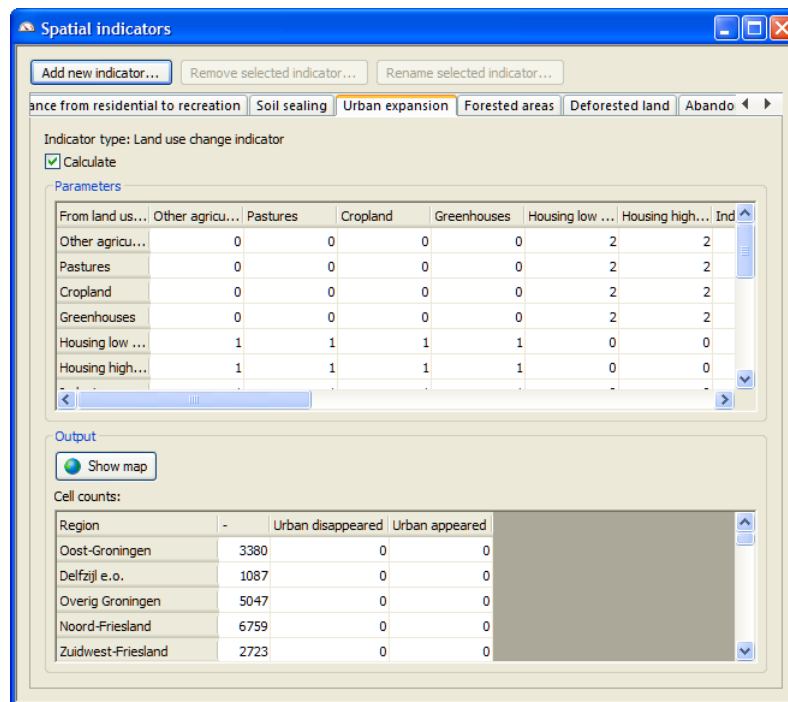 Spatial indicators
Add new indicator... Remove selected indicator... Rename selected indicator...
ance from residential to recreation Soil sealing Urban expansion Forested areas Deforested land Abando
Indicator type: Land use change indicator
Calculate
Parameters
From land us... Other agricu... Pastures Cropland Greenhouses Housing low ... Housing high... Ind
Other agricu... 0 0 0 0 2 2
Pastures 0 0 0 0 2 2
Cropland 0 0 0 0 2 2
Greenhouses 0 0 0 0 2 2
Housing low ... 1 1 1 1 0 0
Housing high... 1 1 1 1 0 0
Output
Show map
Cell counts:
Region - Urban disappeared Urban appeared
Oost-Groningen 3380 0 0
Delfzijl e.o. 1087 0 0
Overig Groningen 5047 0 0
Noord-Friesland 6759 0 0
Zuidwest-Friesland 2723 0 0